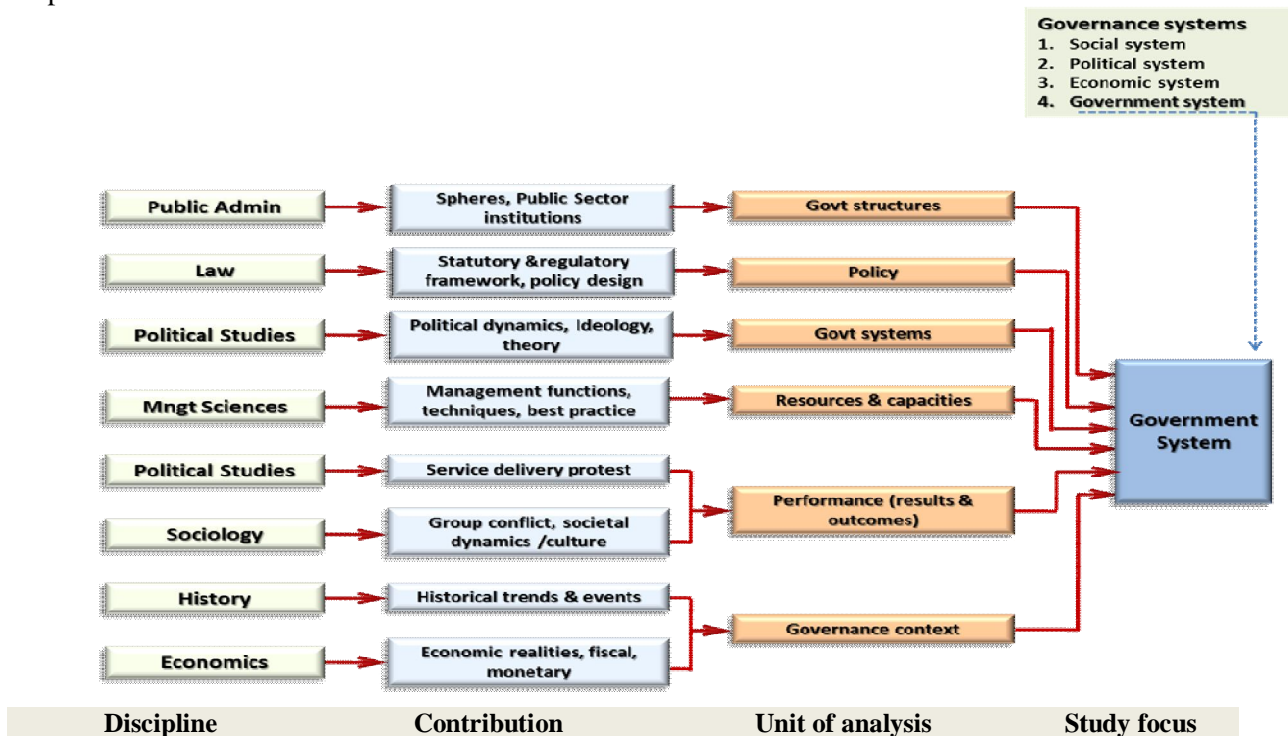 Governance systems
1. Social system
2. Political system
3. Economic system
4. Government system
Public Admin
Spheres, Public Sector
institutions
Govt structures
Law
Statutory &regulatory
framework, policy design
Policy
Political Studies
Political dynamics, Ideology,
theory
Govt systems
Mngt Sciences
Management functions,
techniques, best practice
Resources & capacities
Government
System
Political Studies
Service delivery protest
Performance (results &
outcomes)
Sociology
Group conflict, societal
dynamics /culture
History
Historical trends & events
Governance context
Economics
Economic realities, fiscal,
monetary
Discipline
Contribution
Unit of analysis
Study focus